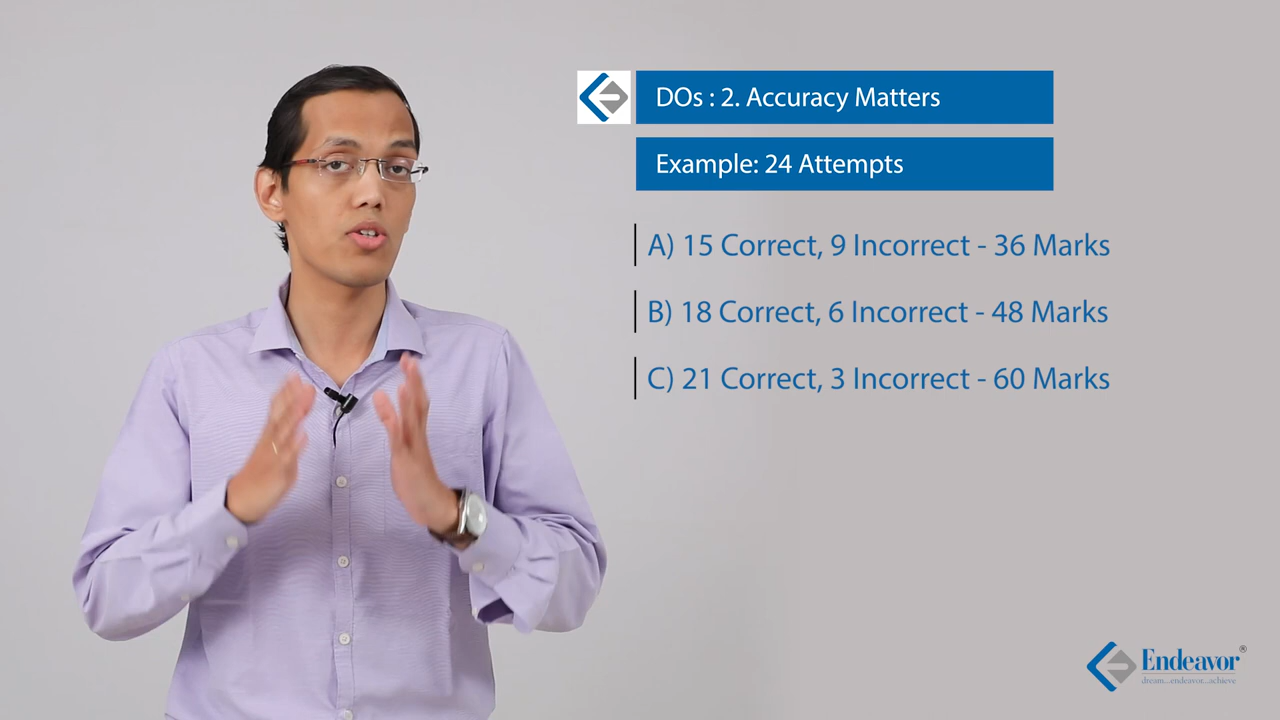 DOs : 2. Accuracy Matters
Example: 24 Attempts
A) 15 Correct, 9 Incorrect - 36 Marks
B) 18 Correct, 6 Incorrect - 48 Marks
C) 21 Correct, 3 Incorrect - 60 Marks
Endeavor®
dream...endeavor...achieve